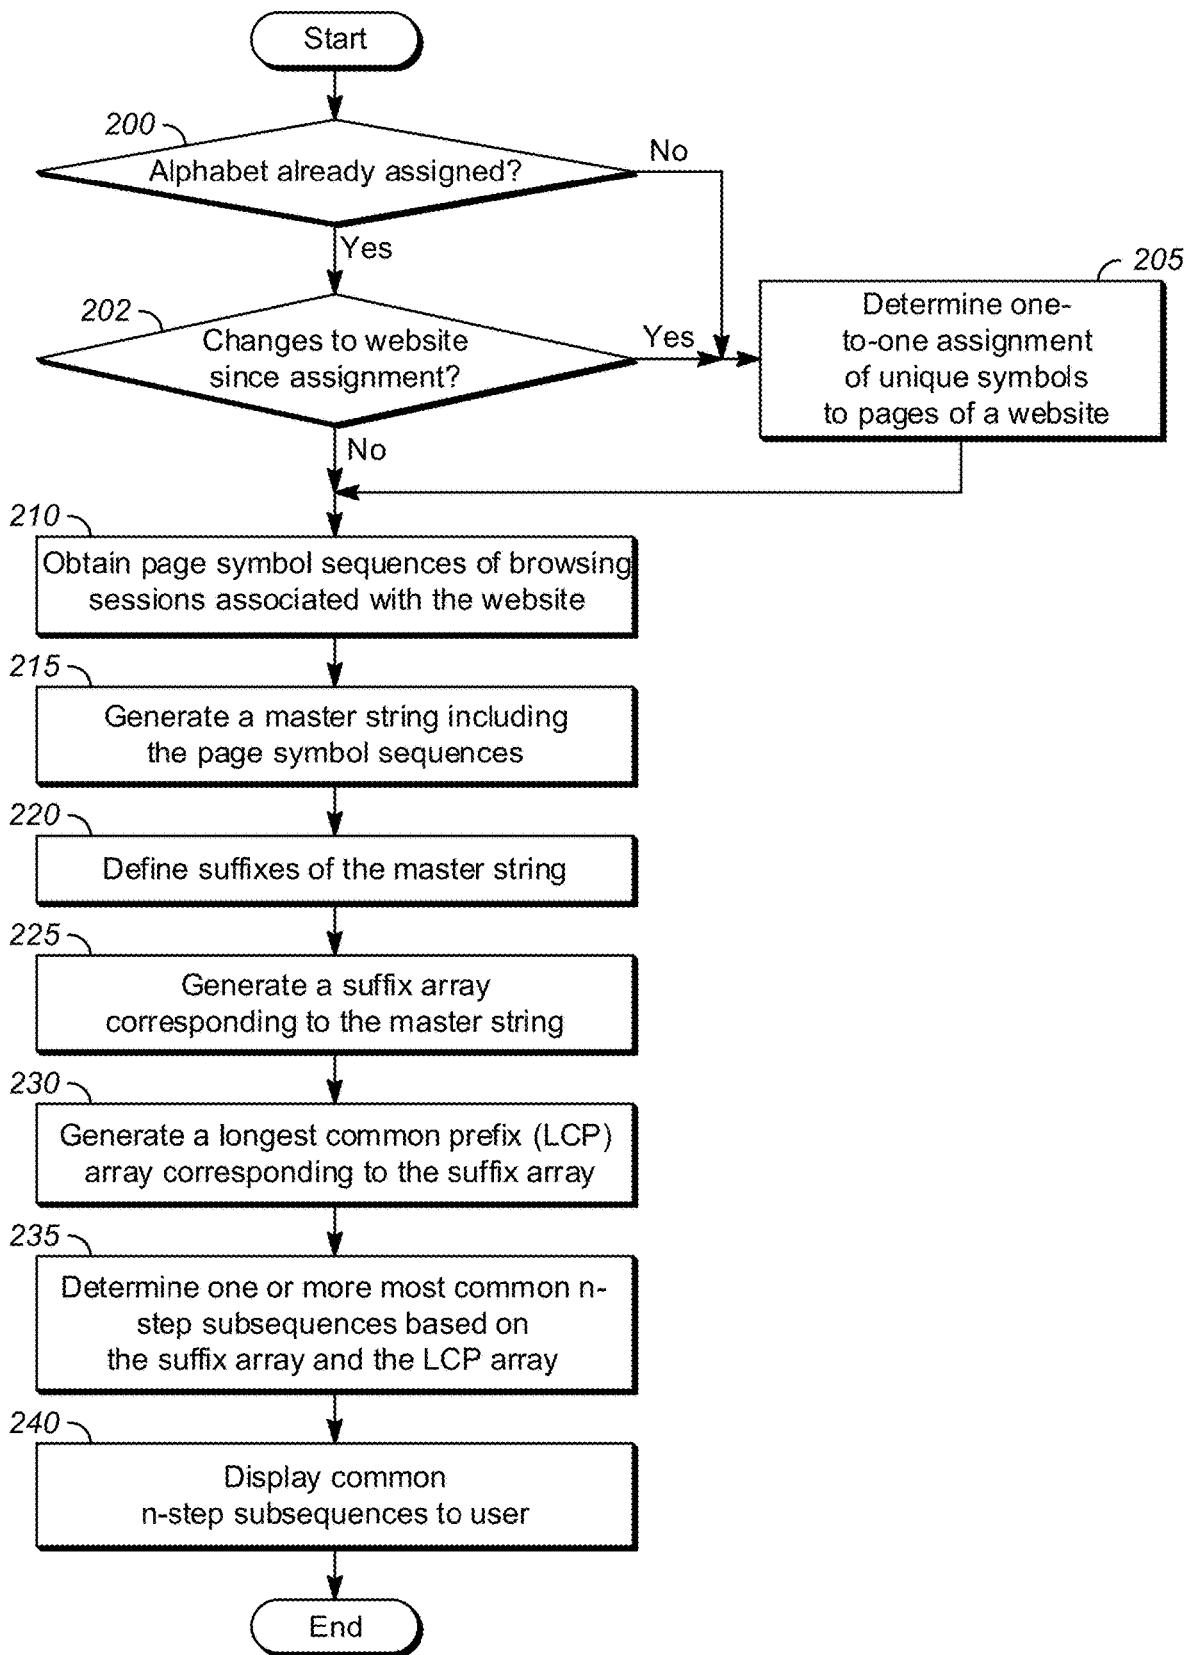 Start
200
Alphabet already assigned?
No
Yes
205
Determine one-
to-one assignment
of unique symbols
to pages of a website
202
Changes to website
since assignment?
Yes
No
210
Obtain page symbol sequences of browsing
sessions associated with the website
215
Generate a master string including
the page symbol sequences
220
Define suffixes of the master string
225
Generate a suffix array
corresponding to the master string
230
Generate a longest common prefix (LCP)
array corresponding to the suffix array
235
Determine one or more most common n-
step subsequences based on
the suffix array and the LCP array
240
Display common
n-step subsequences to user
End